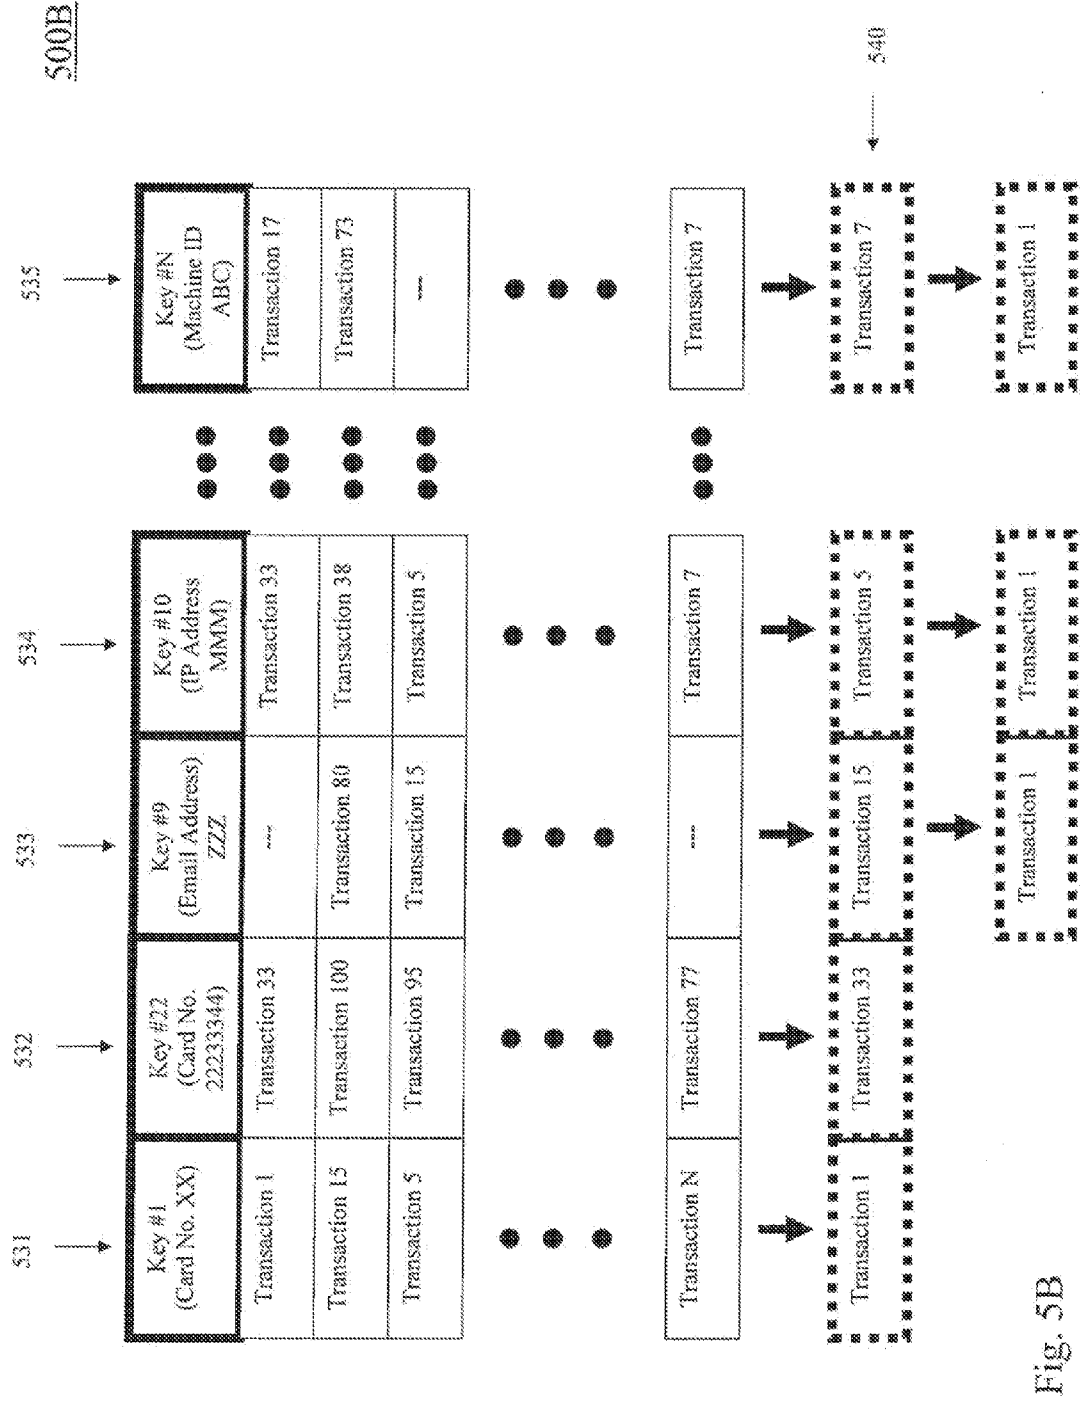 531
532
533
534
535
500B
Key #1
(Card No. XX)
Key #22
(Card No.
22233344)
Key #9
(Email Address)
ZZZ
Key #10
(IP Address
MMM)
Key #N
(Machine ID
ABC)
Transaction 1
Transaction 33
---
Transaction 33
Transaction 17
Transaction 15
Transaction 100
Transaction 80
Transaction 38
Transaction 73
Transaction 5
Transaction 95
Transaction 15
Transaction 5
---
Transaction N
Transaction 77
---
Transaction 7
Transaction 7
Transaction 1
Transaction 33
Transaction 15
Transaction 5
Transaction 7
540
Transaction 1
Transaction 1
Transaction 1
Fig. 5B